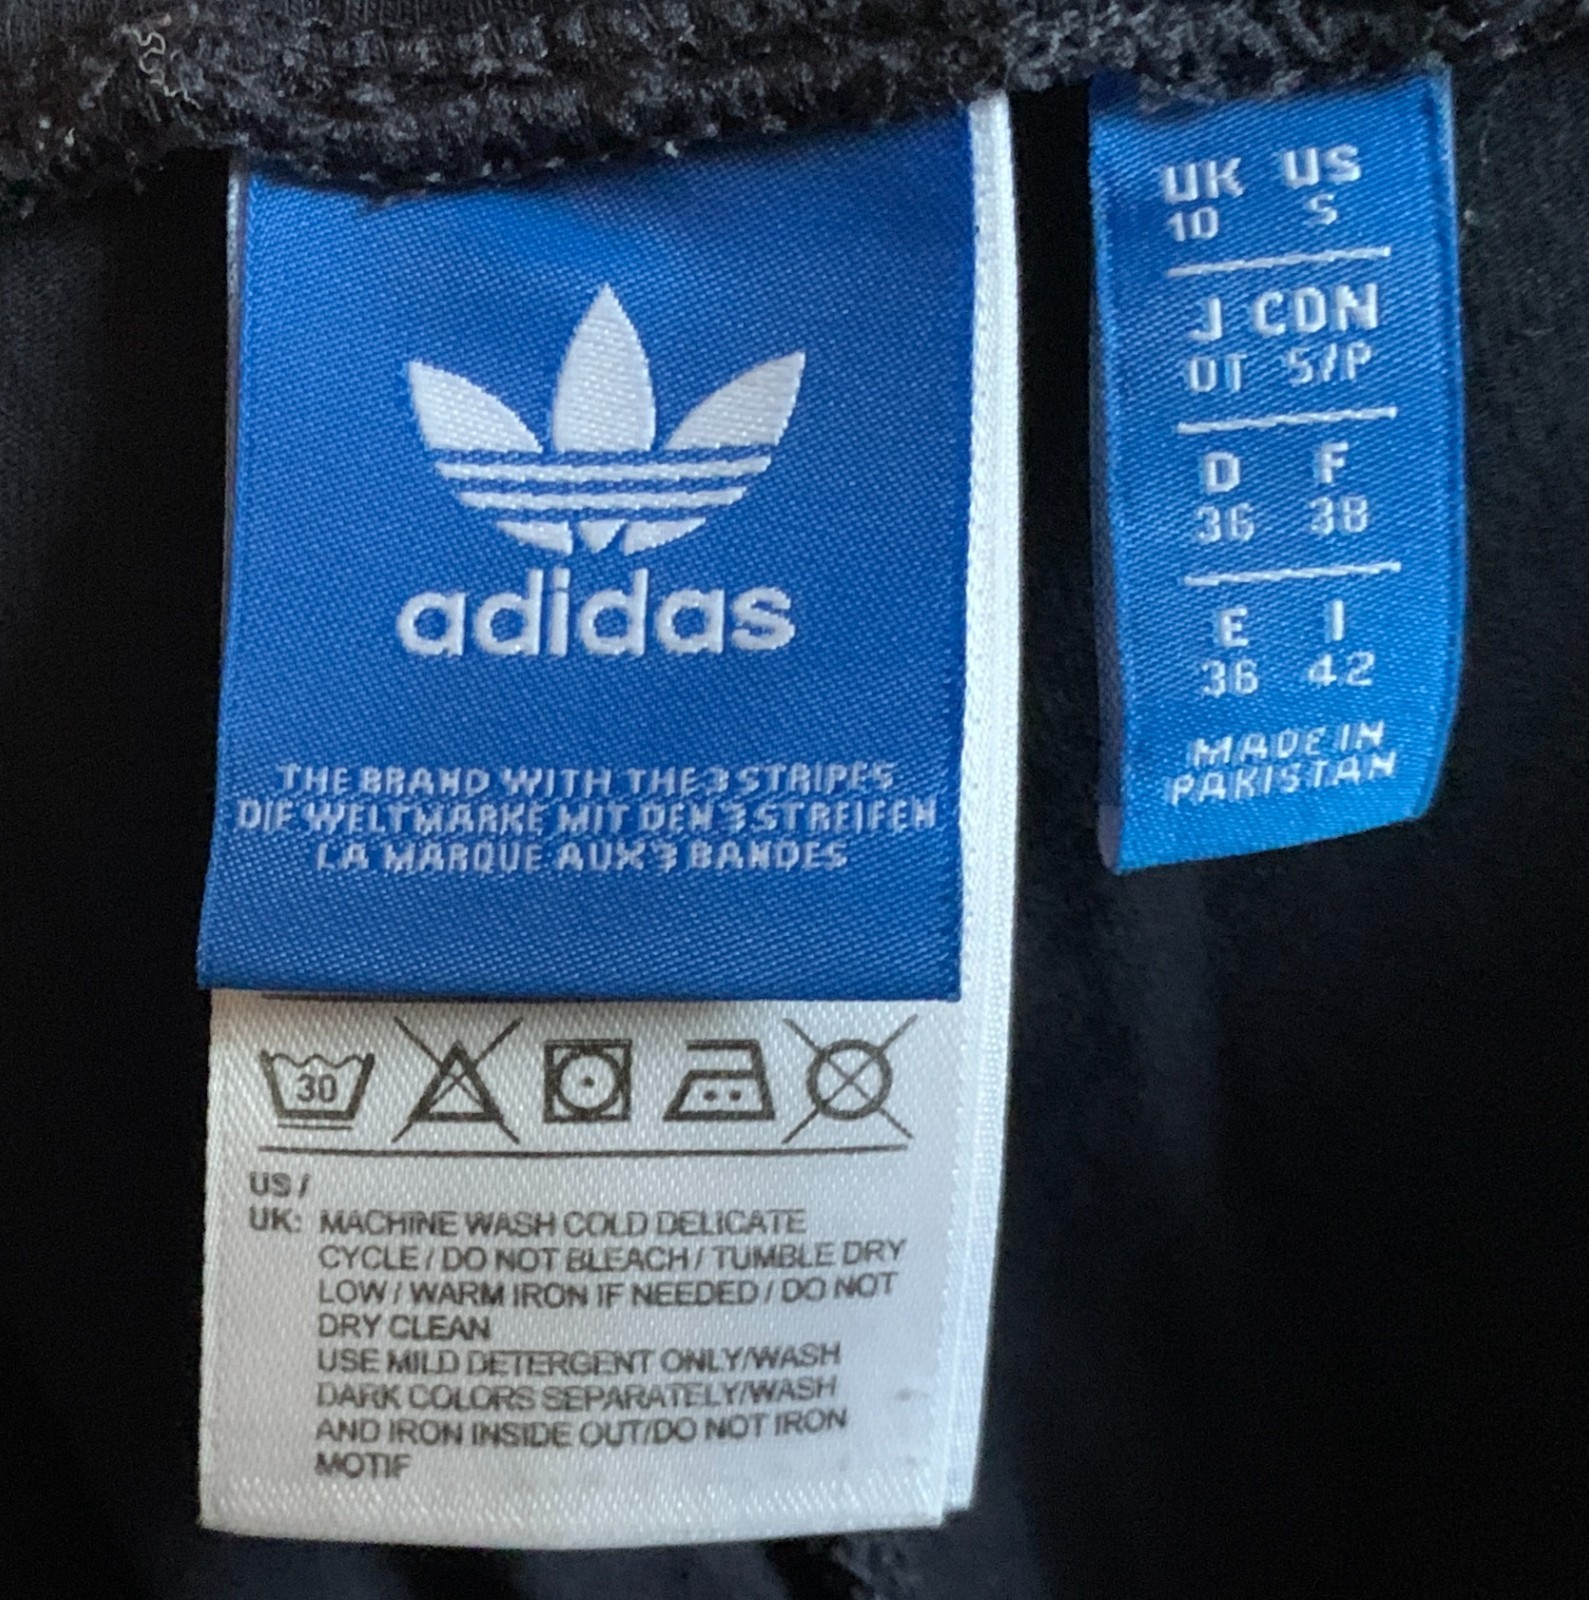 adidas
THE BRAND WITH THE 3 STRIPES
DIE WELTMARKE MIT DEN 3 STREIFEN
LA MARQUE AUX 3 BANDES
30
US /
UK: MACHINE WASH COLD DELICATE
CYCLE / DO NOT BLEACH / TUMBLE DRY
LOW / WARM IRON IF NEEDED / DO NOT
DRY CLEAN
USE MILD DETERGENT ONLY/WASH
DARK COLORS SEPARATELY/WASH
AND IRON INSIDE OUT/DO NOT IRON
MOTIF
UK US
10 S
J CDN
OT S/P
D F
36 38
E I
36 42
MADE IN
PAKISTAN